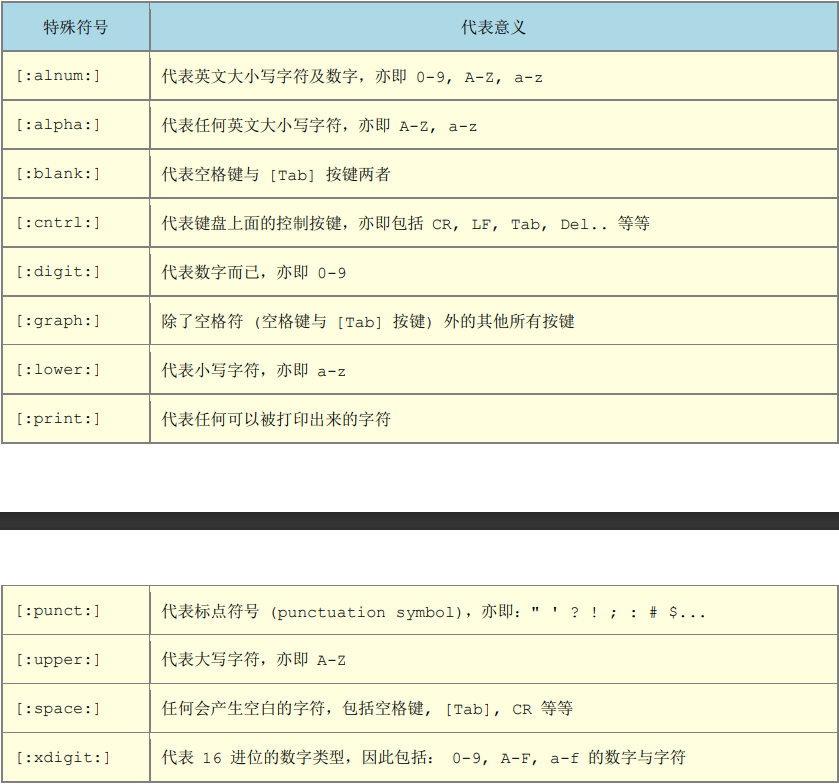 特殊符号 代表意义
[:alnum:] 代表英文大小写字符及数字，亦即 0-9, A-Z, a-z
[:alpha:] 代表任何英文大小写字符，亦即 A-Z, a-z
[:blank:] 代表空格键与 [Tab] 按键两者
[:cntrl:] 代表键盘上面的控制按键，亦即包括 CR, LF, Tab, Del.. 等等
[:digit:] 代表数字而已，亦即 0-9
[:graph:] 除了空格符 (空格键与 [Tab] 按键) 外的其他所有按键
[:lower:] 代表小写字符，亦即 a-z
[:print:] 代表任何可以被打印出来的字符
[:punct:] 代表标点符号 (punctuation symbol)，亦即：" ' ? ! ; : # $...
[:upper:] 代表大写字符，亦即 A-Z
[:space:] 任何会产生空白的字符，包括空格键, [Tab], CR 等等
[:xdigit:] 代表 16 进位的数字类型，因此包括： 0-9, A-F, a-f 的数字与字符